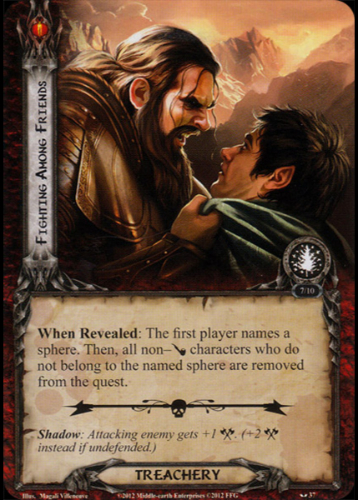 FIGHTING AMONG FRIENDS
7/10
When Revealed: The first player names a
sphere. Then, all non– characters who do
not belong to the named sphere are removed
from the quest.
Shadow: Attacking enemy gets +1 . (+2
instead if undefended.)
TREACHERY
Illus. Magali Villeneuve
©2012 Middle-earth Enterprises ©2012 FFG
37